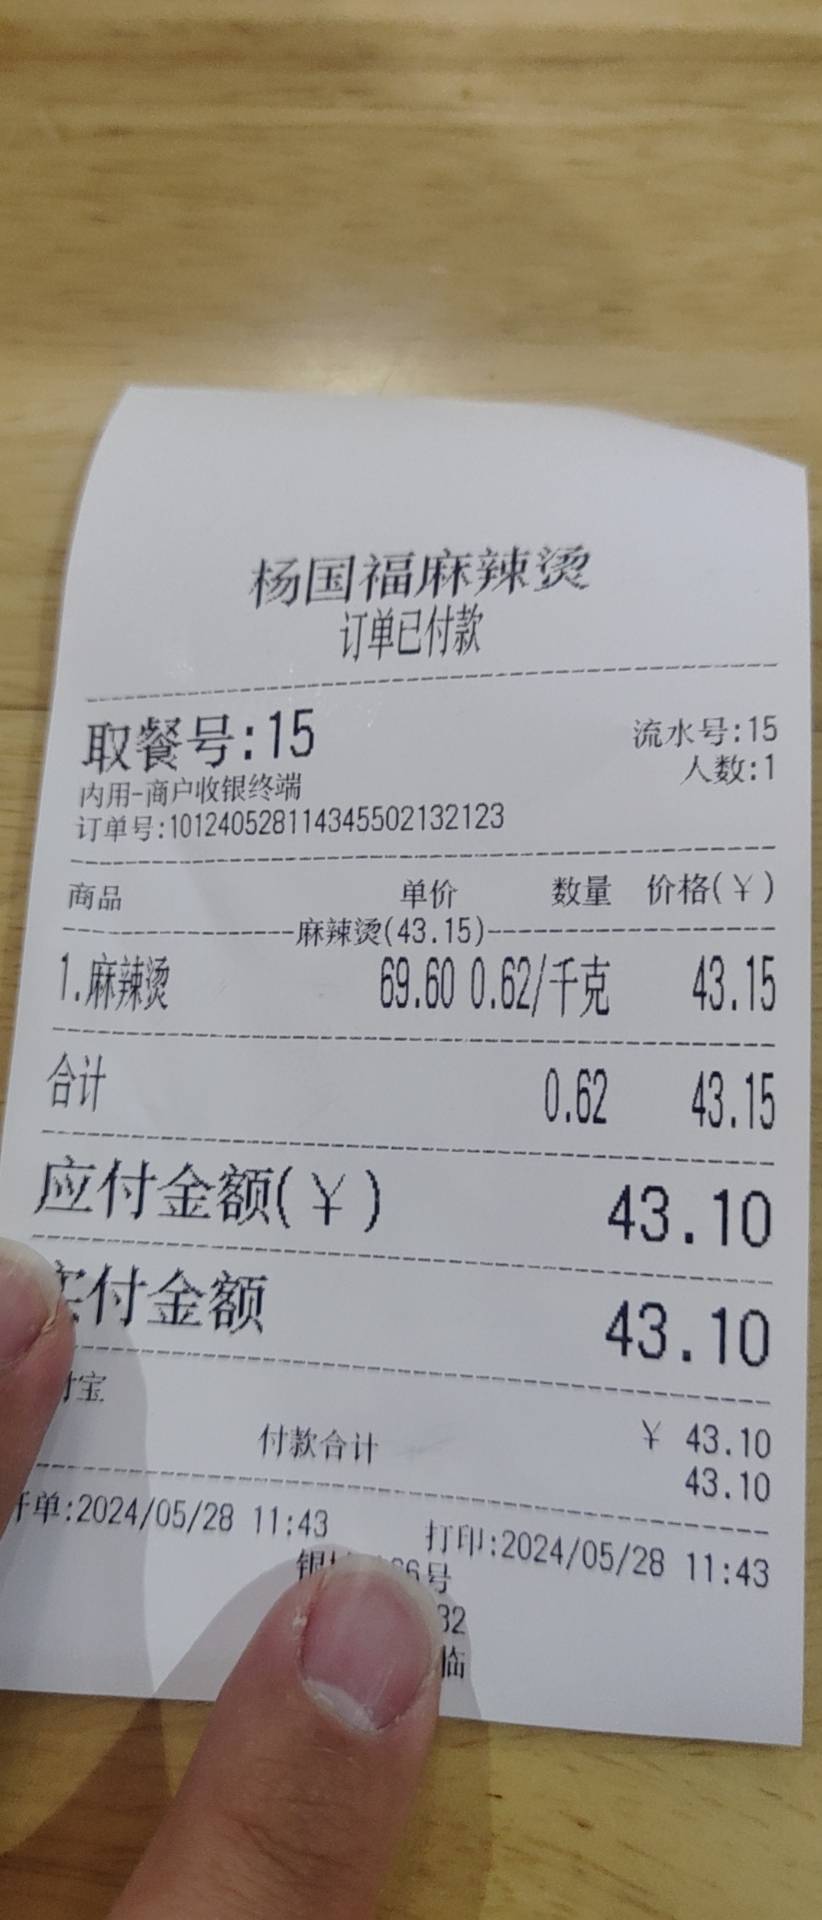 杨国福麻辣烫
订单已付款
取餐号:15 流水号:15
人数:1
内用-商户收银终端
订单号:101240528114345502132123
商品 单价 数量 价格(¥)
麻辣烫(43.15)
1.麻辣烫 69.60 0.62/千克 43.15
合计 0.62 43.15
应付金额(¥) 43.10
付金额 43.10
宝 ¥ 43.10
付款合计 43.10
单:2024/05/28 11:43 打印:2024/05/28 11:43
号
32
临